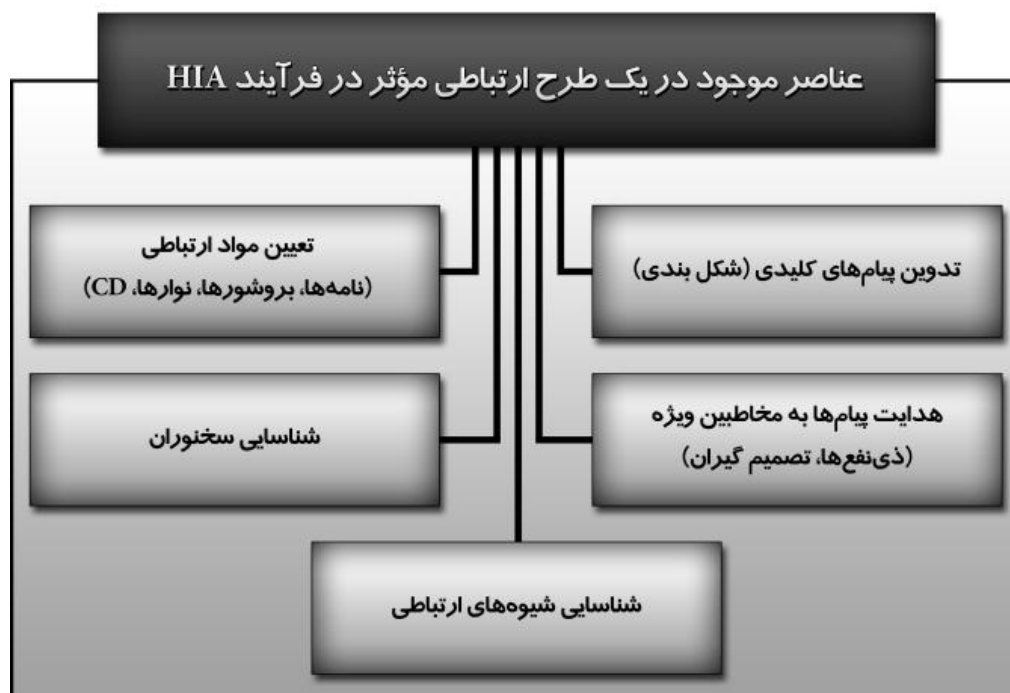 عناصر موجود در یک طرح ارتباطی مؤثر در فرآیند HIA
تدوین پیام‌های کلیدی (شکل بندی)
تعیین مواد ارتباطی
(نامه‌ها، بروشورها، نوارها، CD)
هدایت پیام‌ها به مخاطبین ویژه
(ذی‌نفع‌ها، تصمیم گیران)
شناسایی سخنوران
شناسایی شیوه‌های ارتباطی